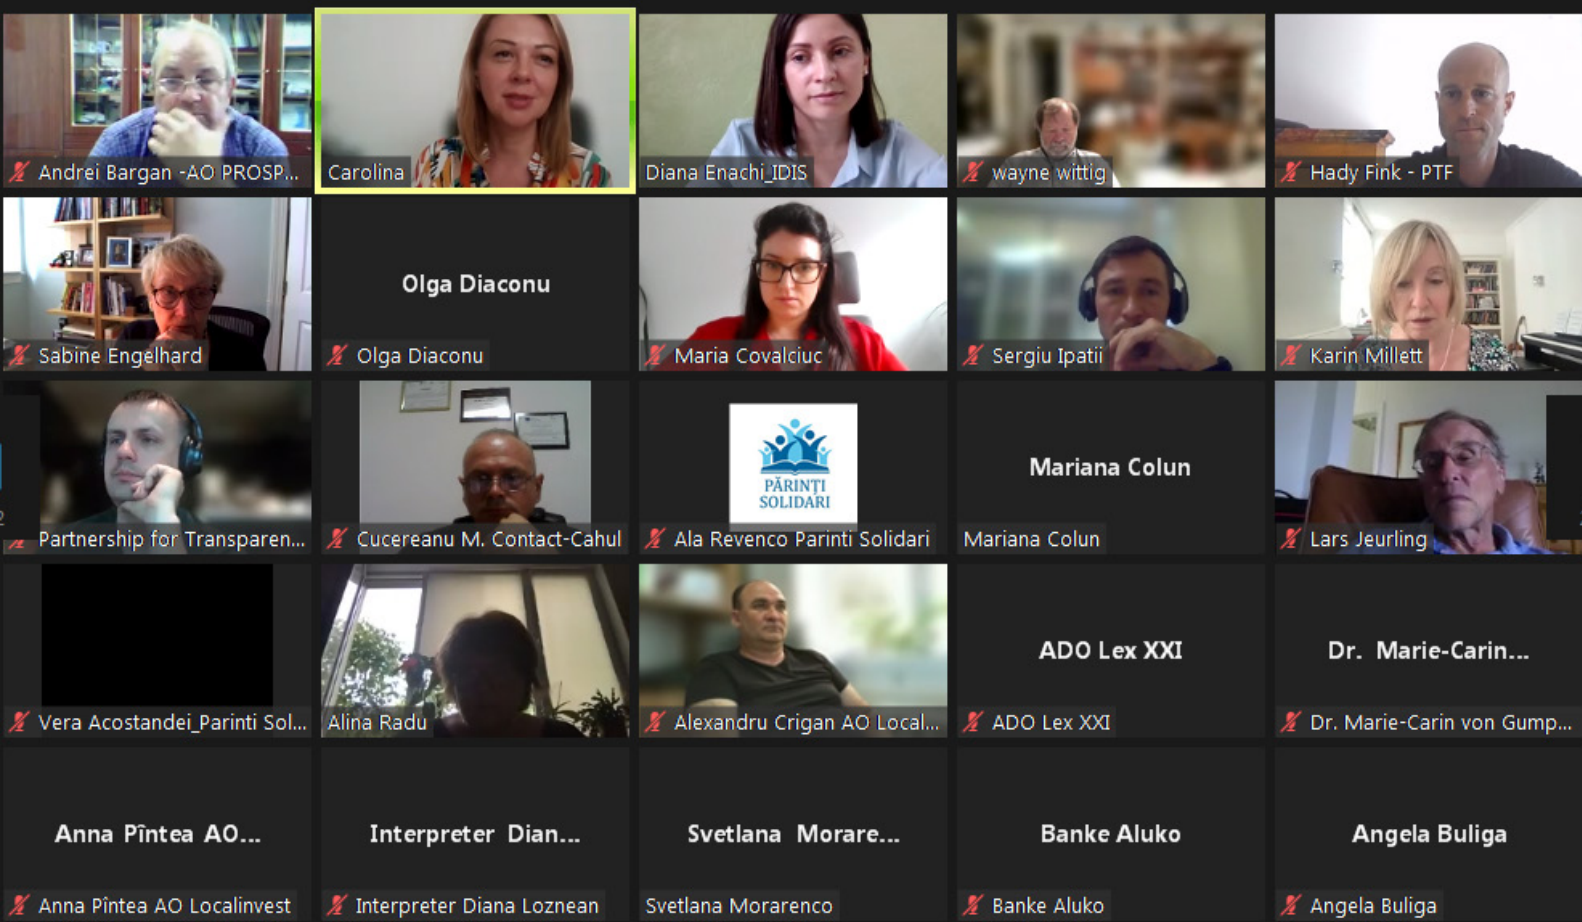 Andrei Bargan -AO PROSP...
Carolina
Diana Enachi_IDIS
wayne wittig
Hady Fink - PTF
Sabine Engelhard
Olga Diaconu
Olga Diaconu
Maria Covalciuc
Sergiu Ipatii
Karin Millett
Partnership for Transparen...
Cucereanu M. Contact-Cahul
PĂRINȚI
SOLIDARI
Ala Revenco Parinti Solidari
Mariana Colun
Mariana Colun
Lars Jeurling
Vera Acostandei_Parinti Sol...
Alina Radu
Alexandru Crigan AO Local...
ADO Lex XXI
ADO Lex XXI
Dr. Marie-Carin...
Dr. Marie-Carin von Gump...
Anna Pîntea AO...
Anna Pîntea AO Localinvest
Interpreter Dian...
Interpreter Diana Loznean
Svetlana Morare...
Svetlana Morarenco
Banke Aluko
Banke Aluko
Angela Buliga
Angela Buliga